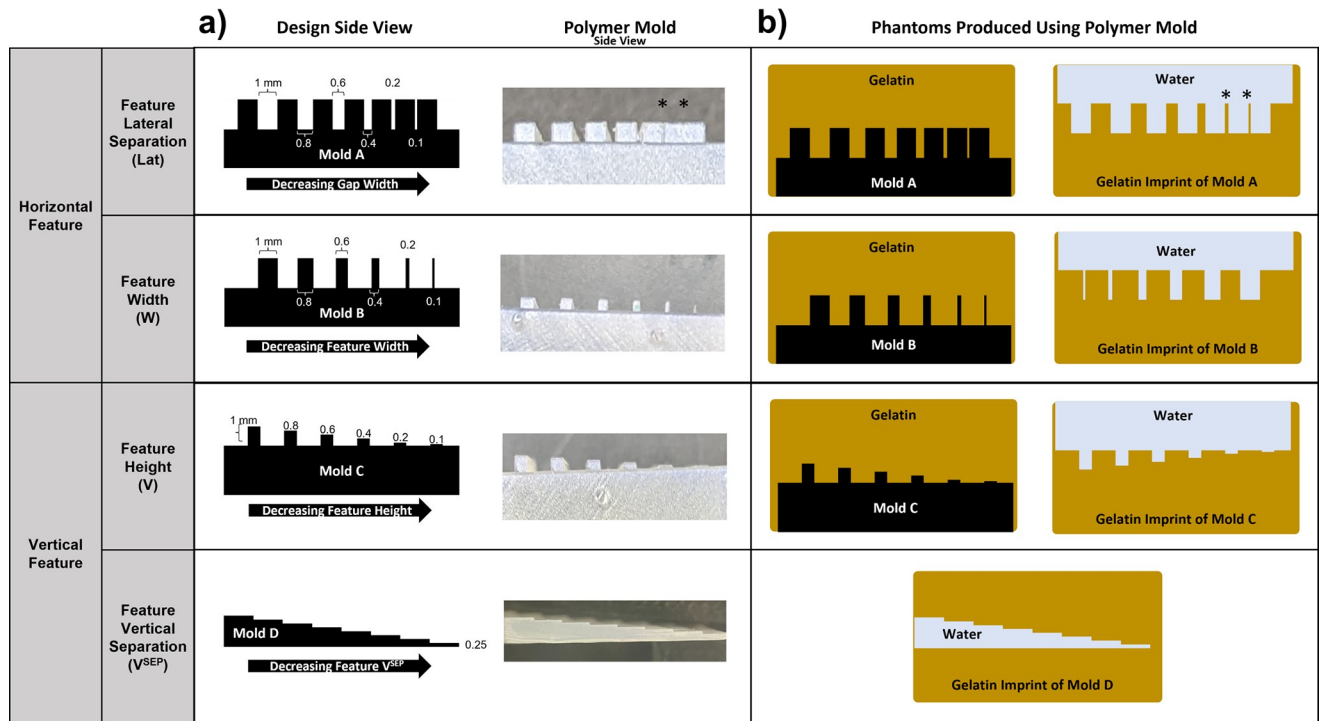 a)
Design Side View
Polymer Mold
Side View
b)
Phantoms Produced Using Polymer Mold
Horizontal
Feature
Feature
Lateral
Separation
(Lat)
1 mm
0.6
0.2
0.8
0.4
0.1
Mold A
Decreasing Gap Width
* *
Gelatin
Mold A
Water
* *
Gelatin Imprint of Mold A
Feature
Width
(W)
1 mm
0.6
0.2
0.8
0.4
0.1
Mold B
Decreasing Feature Width
Gelatin
Mold B
Water
Gelatin Imprint of Mold B
Vertical
Feature
Feature
Height
(V)
1 mm
0.8
0.6
0.4
0.2
0.1
Mold C
Decreasing Feature Height
Gelatin
Mold C
Water
Gelatin Imprint of Mold C
Feature
Vertical
Separation
(V^SEP)
Mold D
0.25
Decreasing Feature V^SEP
Water
Gelatin Imprint of Mold D